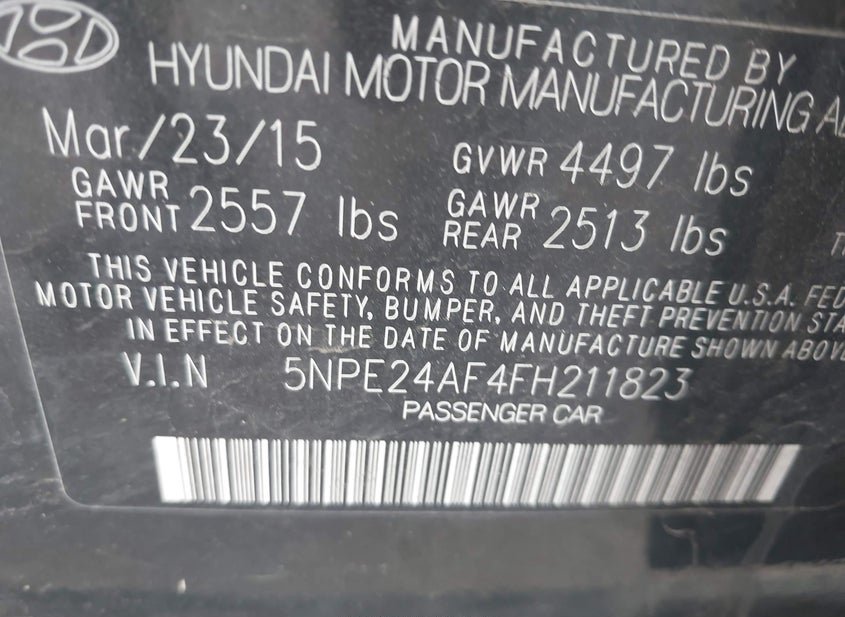 MANUFACTURED BY
HYUNDAI MOTOR MANUFACTURING
Mar/23/15 GVWR 4497 lbs
GAWR FRONT 2557 lbs GAWR REAR 2513 lbs
THIS VEHICLE CONFORMS TO ALL APPLICABLE U.S.A.
MOTOR VEHICLE SAFETY, BUMPER, AND THEFT PREVENTION
IN EFFECT ON THE DATE OF MANUFACTURE SHOWN
V.I.N 5NPE24AF4FH211823
PASSENGER CAR